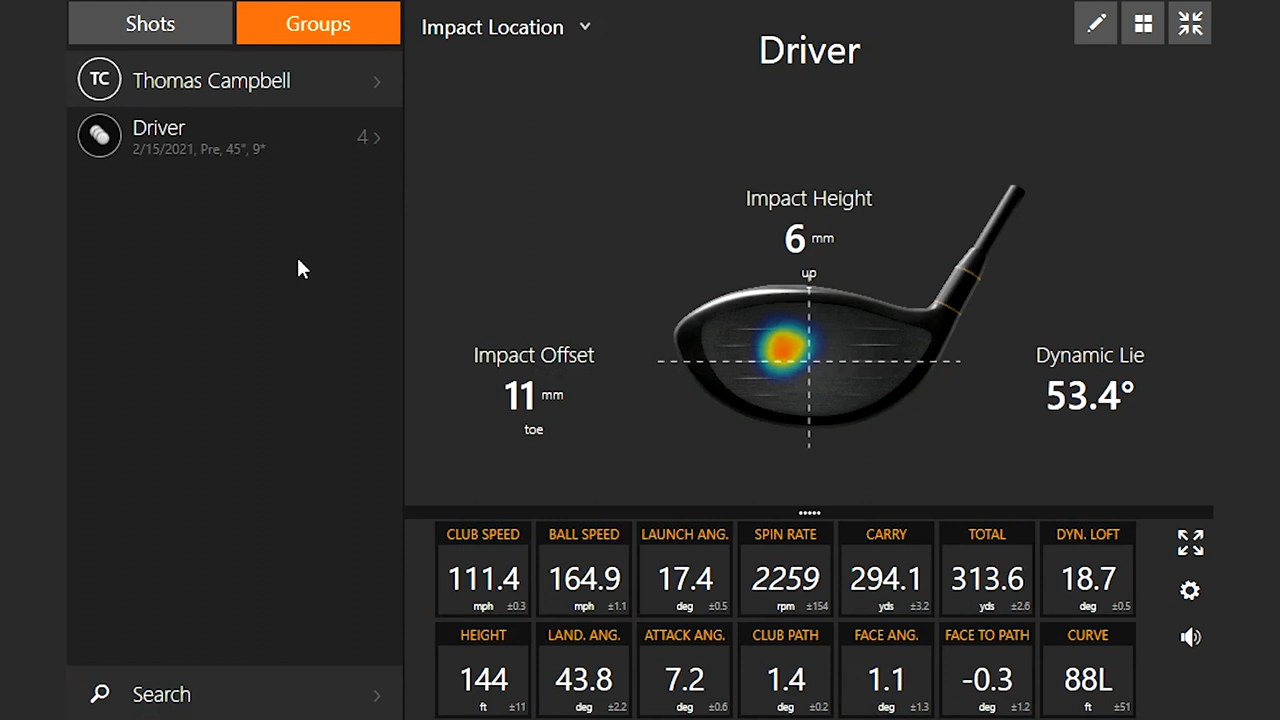 Shots
Groups
TC
Thomas Campbell
Driver
2/15/2021, Pre, 45", 9*
4
Search
Impact Location
Driver
Impact Height
6 mm
up
Impact Offset
11 mm
toe
Dynamic Lie
53.4°
CLUB SPEED
111.4
mph ±0.3
BALL SPEED
164.9
mph ±1.1
LAUNCH ANG.
17.4
deg ±0.5
SPIN RATE
2259
rpm ±154
CARRY
294.1
yds ±3.2
TOTAL
313.6
yds ±2.6
DYN. LOFT
18.7
deg ±0.5
HEIGHT
144
ft ±11
LAND. ANG.
43.8
deg ±2.2
ATTACK ANG.
7.2
deg ±0.6
CLUB PATH
1.4
deg ±0.2
FACE ANG.
1.1
deg ±1.3
FACE TO PATH
-0.3
deg ±1.2
CURVE
88L
ft ±51